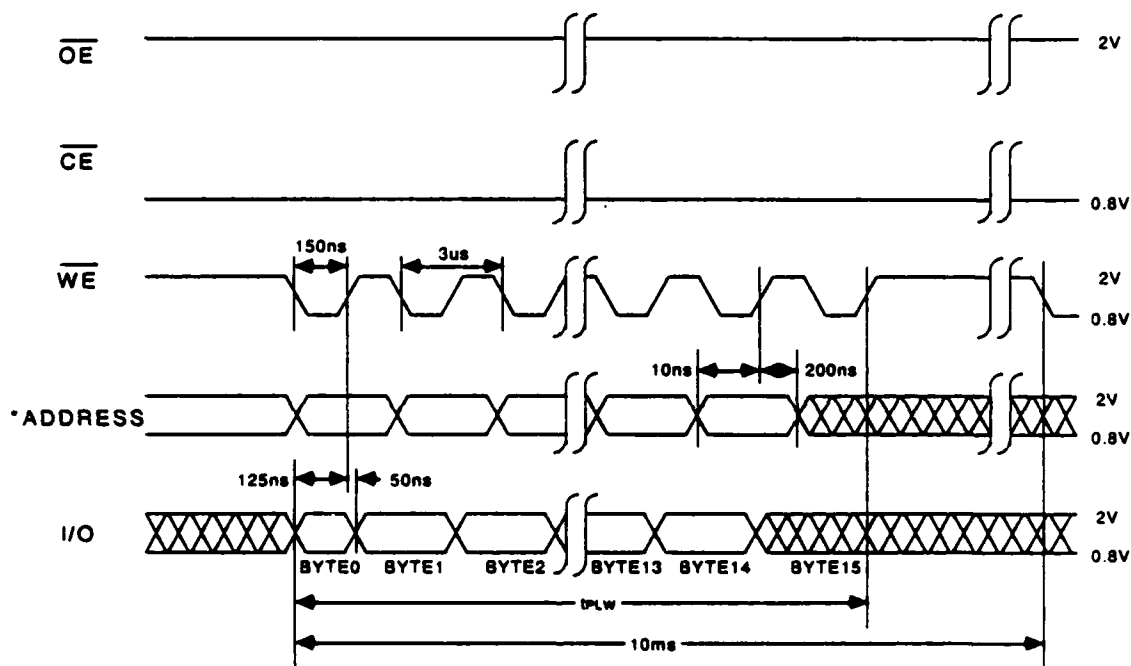 OE
2V
CE
0.8V
150ns
3us
WE
2V
0.8V
10ns
200ns
*ADDRESS
2V
0.8V
125ns
50ns
I/O
2V
0.8V
BYTE0 BYTE1 BYTE2 BYTE13 BYTE14 BYTE15
tPLW
10ms